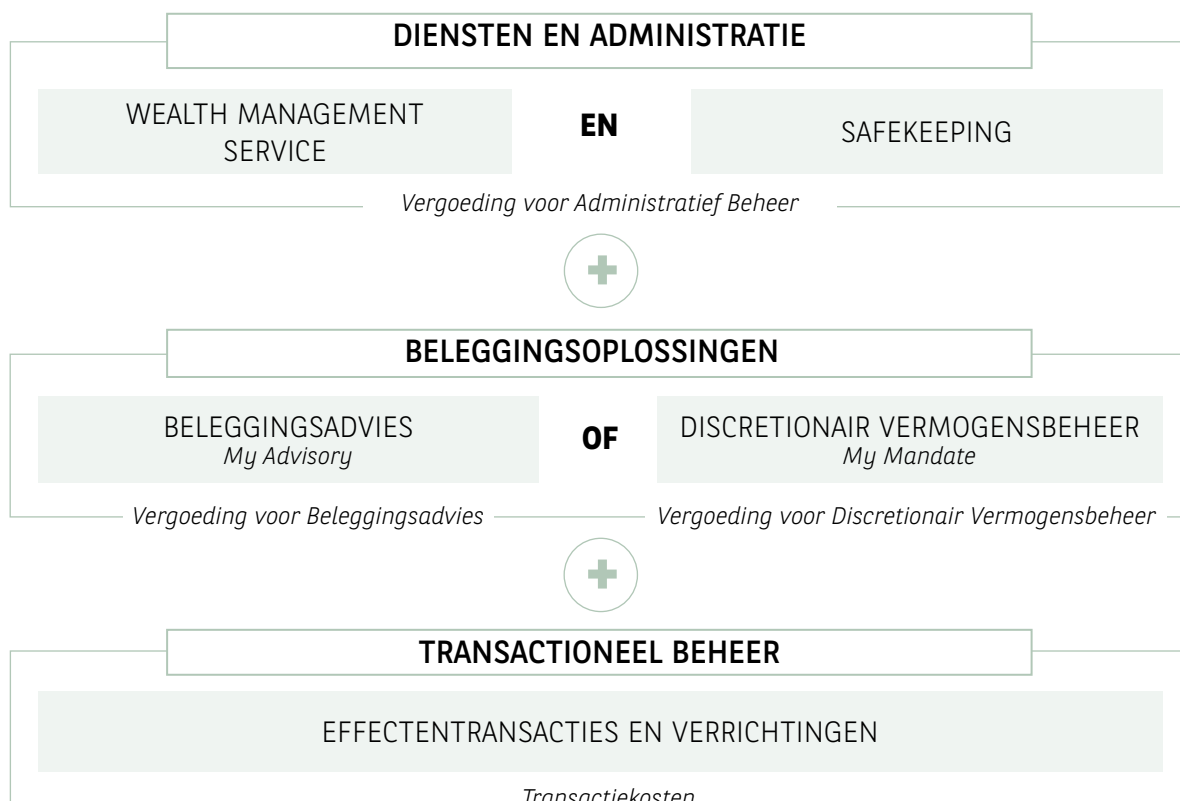 DIENSTEN EN ADMINISTRATIE
WEALTH MANAGEMENT
SERVICE
EN
SAFEKEEPING
Vergoeding voor Administratief Beheer
BELEGGINGSOPLOSSINGEN
BELEGGINGSADVIES
My Advisory
OF
DISCRETIONAIR VERMOGENSBEHEER
My Mandate
Vergoeding voor Beleggingsadvies
Vergoeding voor Discretionair Vermogensbeheer
TRANSACTIONEEL BEHEER
EFFECTENTRANSACTIES EN VERRICHTINGEN
Transactiekosten